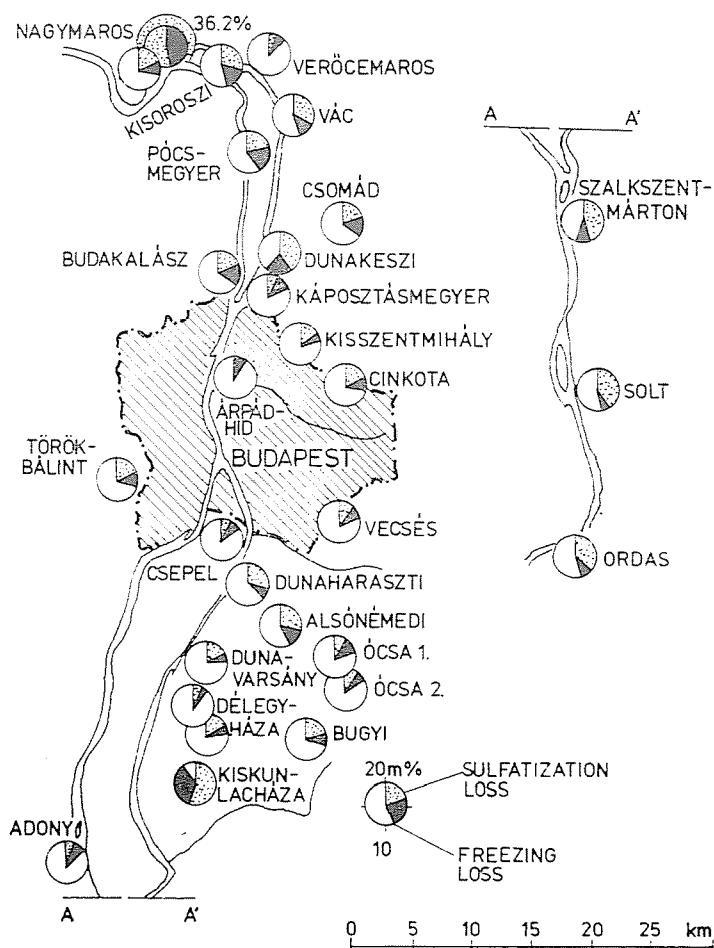 NAGYMAROS
36.2%
VERŐCEMAROS
KISOROSZI
VÁC
PÓCS-
MEGYER
CSOMÁD
BUDAKALÁSZ
DUNAKESZI
KÁPOSZTÁSMEGYER
KISSZENTMIHÁLY
CINKOTA
ÁRPÁD-
HÍD
TÖRÖK-
BÁLINT
BUDAPEST
VECSÉS
CSEPEL
DUNAHARASZTI
ALSÓNÉMEDI
DUNA-
VARSÁNY
ÓCSA 1.
ÓCSA 2.
DÉLEGY-
HÁZA
BUGYI
KISKUN-
LACHÁZA
ADONY
A
A'
A
A'
SZALKSZENT-
MÁRTON
SOLT
ORDAS
20m%
SULFATIZATION
LOSS
10
FREEZING
LOSS
0 5 10 15 20 25 km